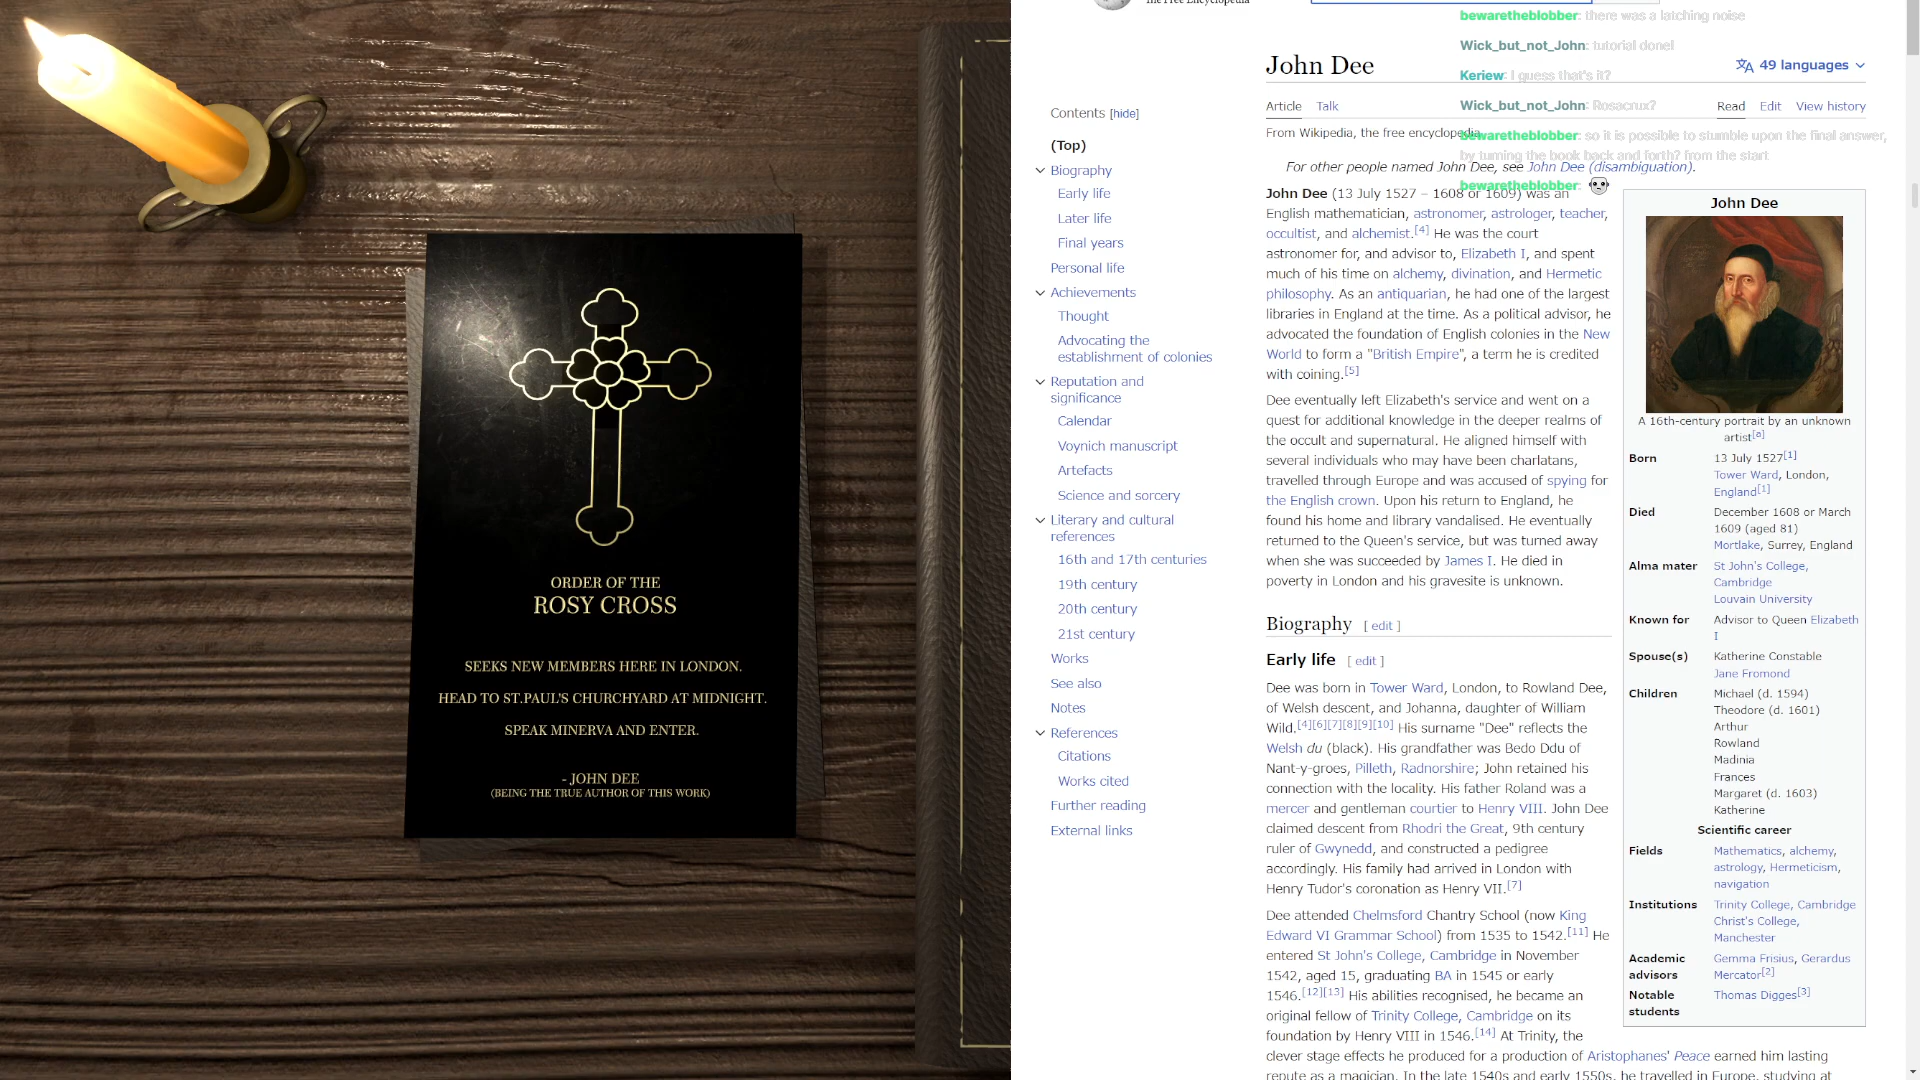 ORDER OF THE
ROSY CROSS
SEEKS NEW MEMBERS HERE IN LONDON.
HEAD TO ST.PAUL'S CHURCHYARD AT MIDNIGHT.
SPEAK MINERVA AND ENTER.
- JOHN DEE
(BEING THE TRUE AUTHOR OF THIS WORK)
bewaretheblobber: there was a latching noise
Wick_but_not_John: tutorial done!
Keriew: I guess that's it?
Wick_but_not_John: Rosacrux?
bewaretheblobber: so it is possible to stumble upon the final answer,
by turning the book back and forth? from the start
bewaretheblobber:
John Dee
49 languages
Article Talk
Read Edit View history
From Wikipedia, the free encyclopedia
Contents [hide]
(Top)
Biography
Early life
Later life
Final years
Personal life
Achievements
Thought
Advocating the
establishment of colonies
Reputation and
significance
Calendar
Voynich manuscript
Artefacts
Science and sorcery
Literary and cultural
references
16th and 17th centuries
19th century
20th century
21st century
Works
See also
Notes
References
Citations
Works cited
Further reading
External links
For other people named John Dee, see John Dee (disambiguation).
John Dee (13 July 1527 – 1608 or 1609) was an
English mathematician, astronomer, astrologer, teacher,
occultist, and alchemist.[4] He was the court
astronomer for, and advisor to, Elizabeth I, and spent
much of his time on alchemy, divination, and Hermetic
philosophy. As an antiquarian, he had one of the largest
libraries in England at the time. As a political advisor, he
advocated the foundation of English colonies in the New
World to form a "British Empire", a term he is credited
with coining.[5]
Dee eventually left Elizabeth's service and went on a
quest for additional knowledge in the deeper realms of
the occult and supernatural. He aligned himself with
several individuals who may have been charlatans,
travelled through Europe and was accused of spying for
the English crown. Upon his return to England, he
found his home and library vandalised. He eventually
returned to the Queen's service, but was turned away
when she was succeeded by James I. He died in
poverty in London and his gravesite is unknown.
Biography [ edit ]
Early life [ edit ]
Dee was born in Tower Ward, London, to Rowland Dee,
of Welsh descent, and Johanna, daughter of William
Wild.[4][6][7][8][9][10] His surname "Dee" reflects the
Welsh du (black). His grandfather was Bedo Ddu of
Nant-y-groes, Pilleth, Radnorshire; John retained his
connection with the locality. His father Roland was a
mercer and gentleman courtier to Henry VIII. John Dee
claimed descent from Rhodri the Great, 9th century
ruler of Gwynedd, and constructed a pedigree
accordingly. His family had arrived in London with
Henry Tudor's coronation as Henry VII.[7]
Dee attended Chelmsford Chantry School (now King
Edward VI Grammar School) from 1535 to 1542.[11] He
entered St John's College, Cambridge in November
1542, aged 15, graduating BA in 1545 or early
1546.[12][13] His abilities recognised, he became an
original fellow of Trinity College, Cambridge on its
foundation by Henry VIII in 1546.[14] At Trinity, the
clever stage effects he produced for a production of Aristophanes' Peace earned him lasting
repute as a magician. In the late 1540s and early 1550s, he travelled in Europe, studying at
John Dee
A 16th-century portrait by an unknown
artist[a]
Born 13 July 1527[1]
Tower Ward, London,
England[1]
Died December 1608 or March
1609 (aged 81)
Mortlake, Surrey, England
Alma mater St John's College,
Cambridge
Louvain University
Known for Advisor to Queen Elizabeth
I
Spouse(s) Katherine Constable
Jane Fromond
Children Michael (d. 1594)
Theodore (d. 1601)
Arthur
Rowland
Madinia
Frances
Margaret (d. 1603)
Katherine
Scientific career
Fields Mathematics, alchemy,
astrology, Hermeticism,
navigation
Institutions Trinity College, Cambridge
Christ's College,
Manchester
Academic
advisors Gemma Frisius, Gerardus
Mercator[2]
Notable
students Thomas Digges[3]